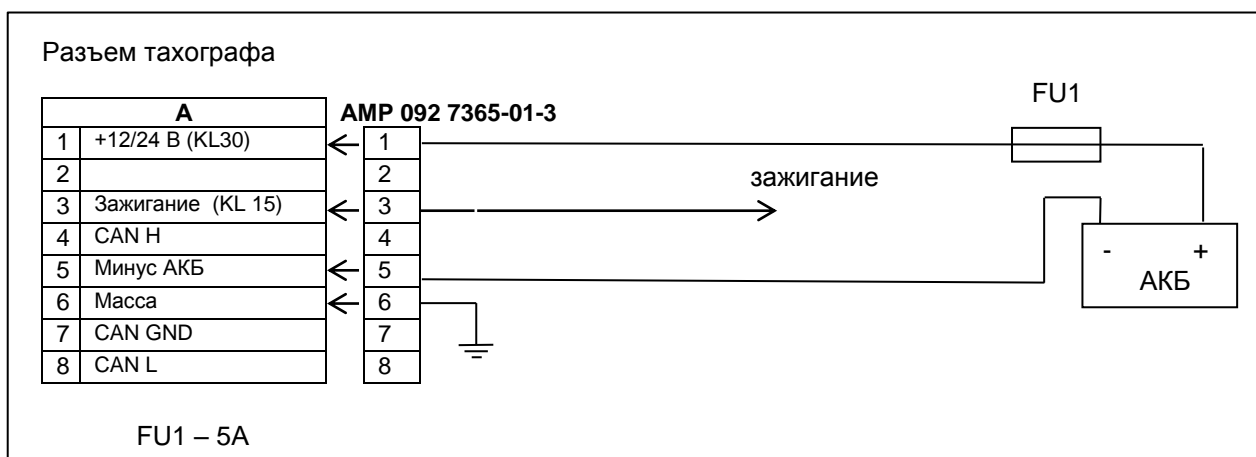 Разъем тахографа
FU1
А
AMP 092 7365-01-3
1 +12/24 В (KL30) 1
2 2
зажигание
3 Зажигание (KL 15) 3
4 CAN H 4
5 Минус АКБ 5
- +
АКБ
6 Масса 6
7 CAN GND 7
8 CAN L 8
FU1 – 5A